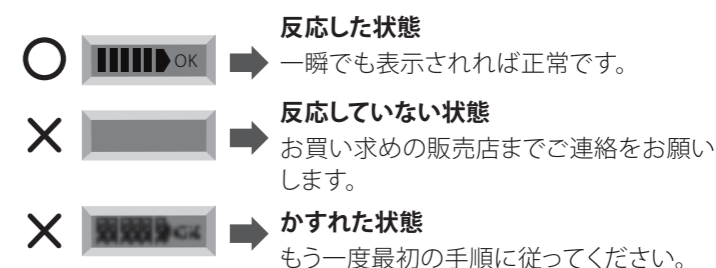 反応した状態
OK
一瞬でも表示されれば正常です。
反応していない状態
お買い求めの販売店までご連絡をお願い
します。
かすれた状態
もう一度最初の手順に従ってください。